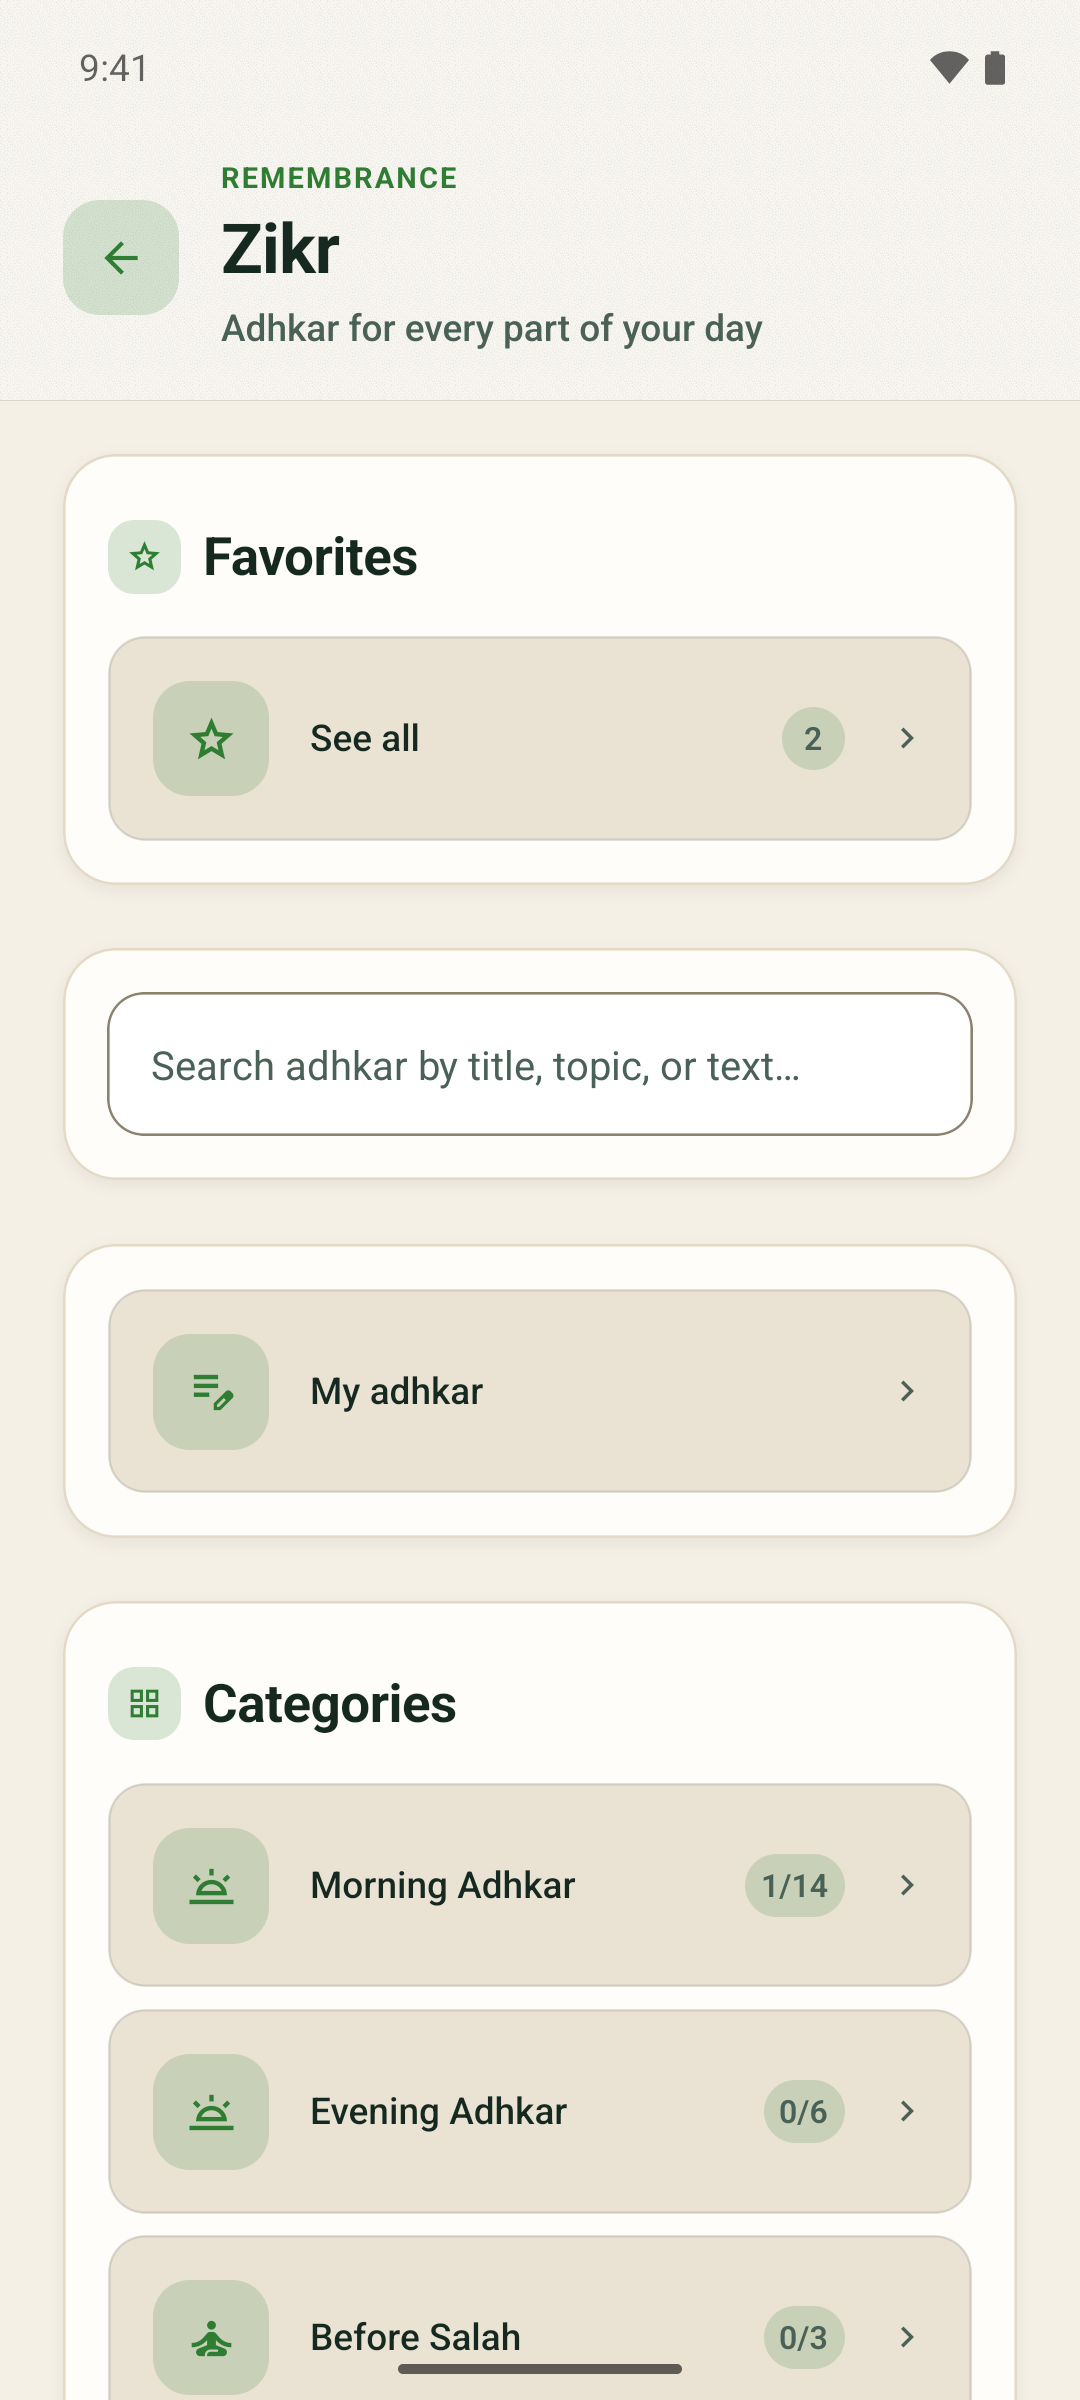 9:41
REMEMBRANCE
Zikr
Adhkar for every part of your day
Favorites
See all
2
Search adhkar by title, topic, or text...
My adhkar
Categories
Morning Adhkar
1/14
Evening Adhkar
0/6
Before Salah
0/3